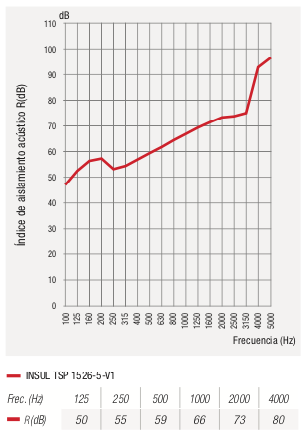 dB
110
100
90
80
70
60
50
40
30
20
10
0
Índice de aislamiento acústico R(dB)
100 125 160 200 250 315 400 500 630 800 1000 1250 1600 2000 2500 3150 4000 5000
Frecuencia (Hz)
INSUL TSP 1526-5-V1
Frec. (Hz) 125 250 500 1000 2000 4000
R(dB) 50 55 59 66 73 80